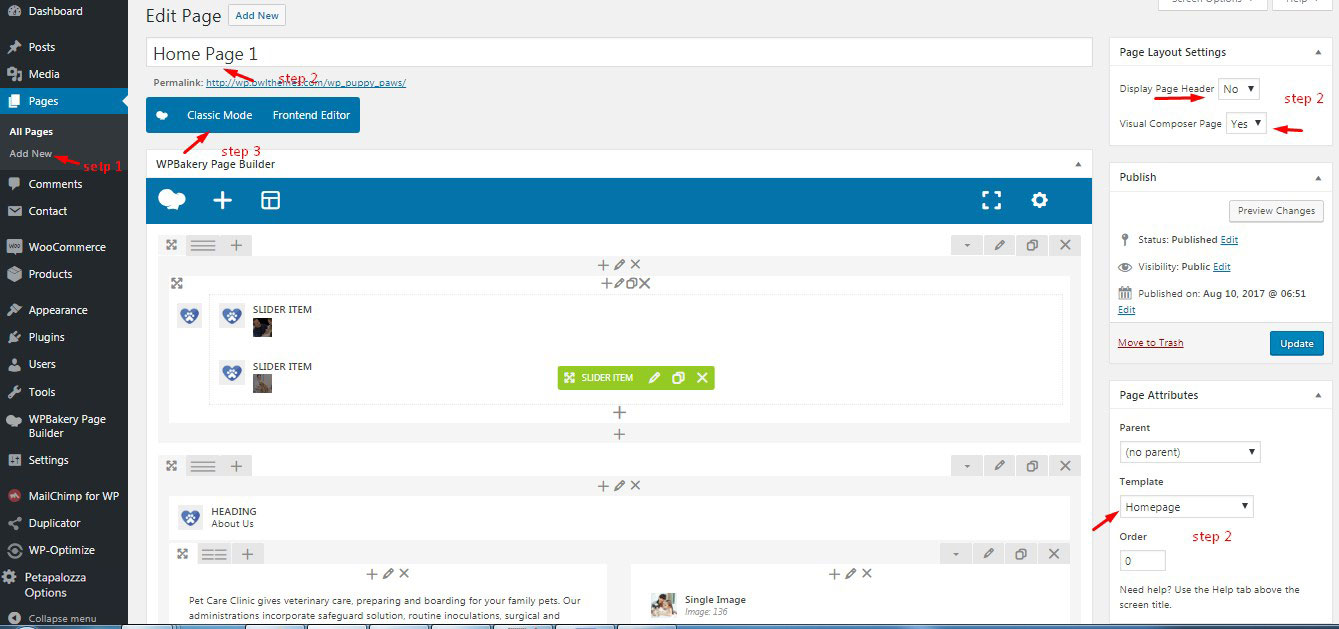 Dashboard
Posts
Media
Pages
All Pages
Add New
setp 1
Comments
Contact
WooCommerce
Products
Appearance
Plugins
Users
Tools
WPBakery Page
Builder
Settings
MailChimp for WP
Duplicator
WP-Optimize
Petapalozza
Options
Collapse menu
Edit Page Add New
Home Page 1
step 2
Permalink: http://wp.owlthemes.com/wp_puppy_paws/
Classic Mode Frontend Editor
step 3
WPBakery Page Builder
SLIDER ITEM
SLIDER ITEM
SLIDER ITEM
HEADING
About Us
Pet Care Clinic gives veterinary care, preparing and boarding for your family pets. Our
administrations incorporate safeguard solution, routine inoculations, surgical and
Single Image
Image: 136
Screen Options Help
Page Layout Settings
Display Page Header No
step 2
Visual Composer Page Yes
Publish
Preview Changes
Status: Published Edit
Visibility: Public Edit
Published on: Aug 10, 2017 @ 06:51
Edit
Move to Trash Update
Page Attributes
Parent
(no parent)
Template
Homepage
Order step 2
0
Need help? Use the Help tab above the
screen title.